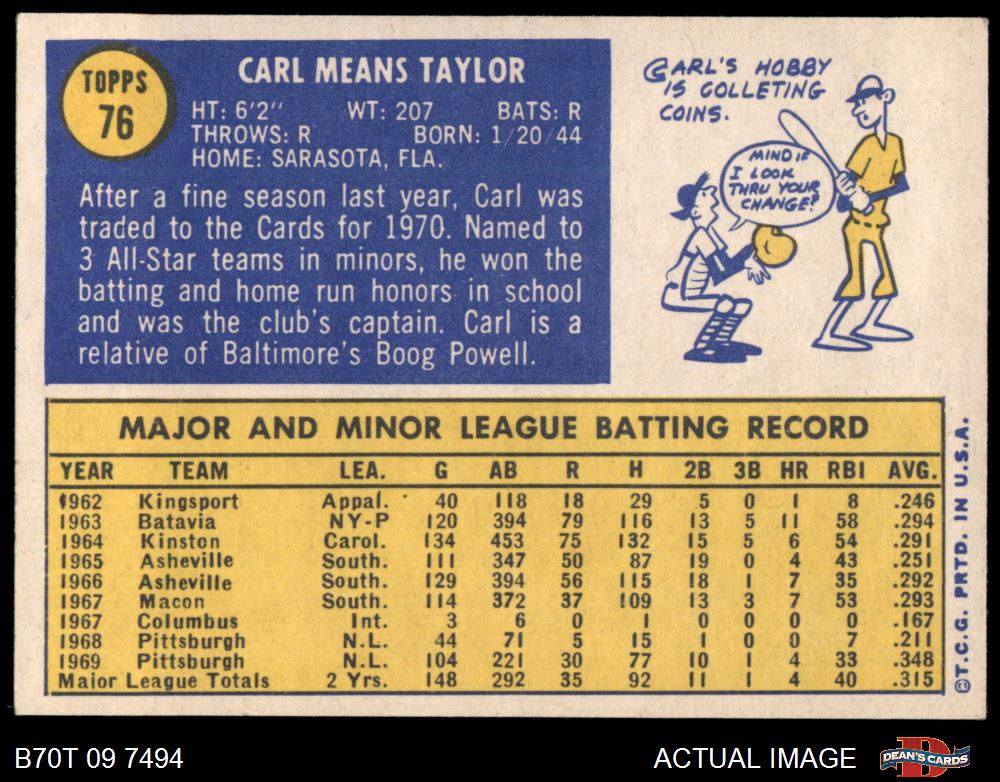 TOPPS
76
CARL MEANS TAYLOR
HT: 6'2" WT: 207 BATS: R
THROWS: R BORN: 1/20/44
HOME: SARASOTA, FLA.
After a fine season last year, Carl was
traded to the Cards for 1970. Named to
3 All-Star teams in minors, he won the
batting and home run honors in school
and was the club's captain. Carl is a
relative of Baltimore's Boog Powell.
CARL'S HOBBY
IS COLLETING
COINS.
MIND IF
I LOOK
THRU YOUR
CHANGE?
MAJOR AND MINOR LEAGUE BATTING RECORD
YEAR TEAM LEA. G AB R H 2B 3B HR RBI AVG.
1962 Kingsport Appal. 40 118 18 29 5 0 1 8 .246
1963 Batavia NY-P 120 394 79 116 13 5 11 58 .294
1964 Kinston Carol. 134 453 75 132 15 5 6 54 .291
1965 Asheville South. 111 347 50 87 19 0 4 43 .251
1966 Asheville South. 129 394 56 115 18 1 7 35 .292
1967 Macon South. 114 372 37 109 13 3 7 53 .293
1967 Columbus Int. 3 6 0 1 0 0 0 0 .167
1968 Pittsburgh N.L. 44 71 5 15 1 0 0 7 .211
1969 Pittsburgh N.L. 104 221 30 77 10 1 4 33 .348
Major League Totals 2 Yrs. 148 292 35 92 11 1 4 40 .315
©T.C.G. PRTD. IN U.S.A.
B70T 09 7494 ACTUAL IMAGE
DEAN'S CARDS